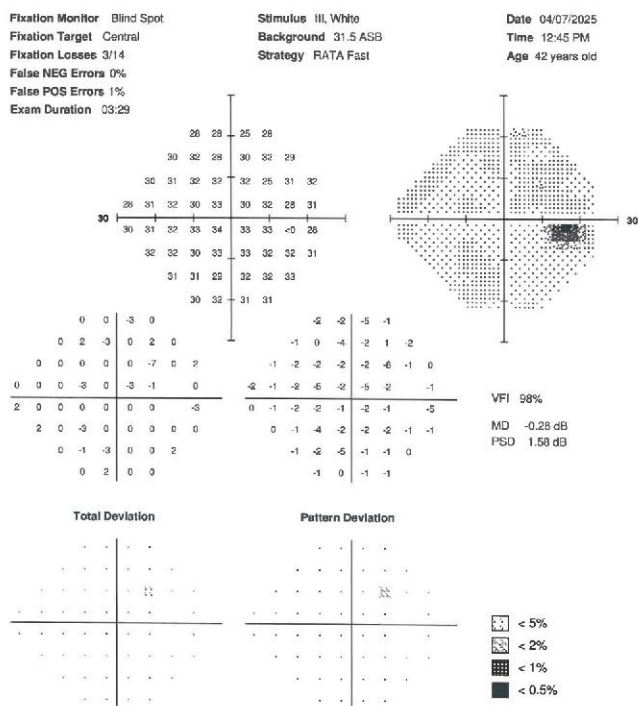 Fixation Monitor Blind Spot Stimulus III, White Date 04/07/2025
Fixation Target Central Background 31.5 ASB Time 12:45 PM
Fixation Losses 3/14 Strategy RATA Fast Age 42 years old
False NEG Errors 0%
False POS Errors 1%
Exam Duration 03:29
28 28 25 28
30 32 28 30 32 29
30 31 32 32 32 25 31 32
28 31 32 30 33 30 32 28 31
30 30
30 31 32 33 34 33 33 <0 28
32 32 30 33 33 32 32 31
31 31 29 32 32 33
30 32 31 31
0 0 -3 0 -2 -2 -5 -1
0 2 -3 0 2 0 -1 0 -4 -2 1 -2
0 0 0 0 0 -7 0 2 -1 -2 -2 -2 -2 -8 -1 0
0 0 0 -3 0 -3 -1 0 -2 -1 -2 -5 -2 -5 -2 -1
VFI 98%
2 0 0 0 0 0 0 -3 0 -1 -2 -2 -1 -2 -1 -5
MD -0.28 dB
2 0 -3 0 0 0 0 0 0 -1 -4 -2 -2 -2 -1 -1
PSD 1.58 dB
0 -1 -3 0 0 2 -1 -2 -5 -1 -1 0
0 2 0 0 -1 0 -1 -1
Total Deviation Pattern Deviation
< 5%
< 2%
< 1%
< 0.5%